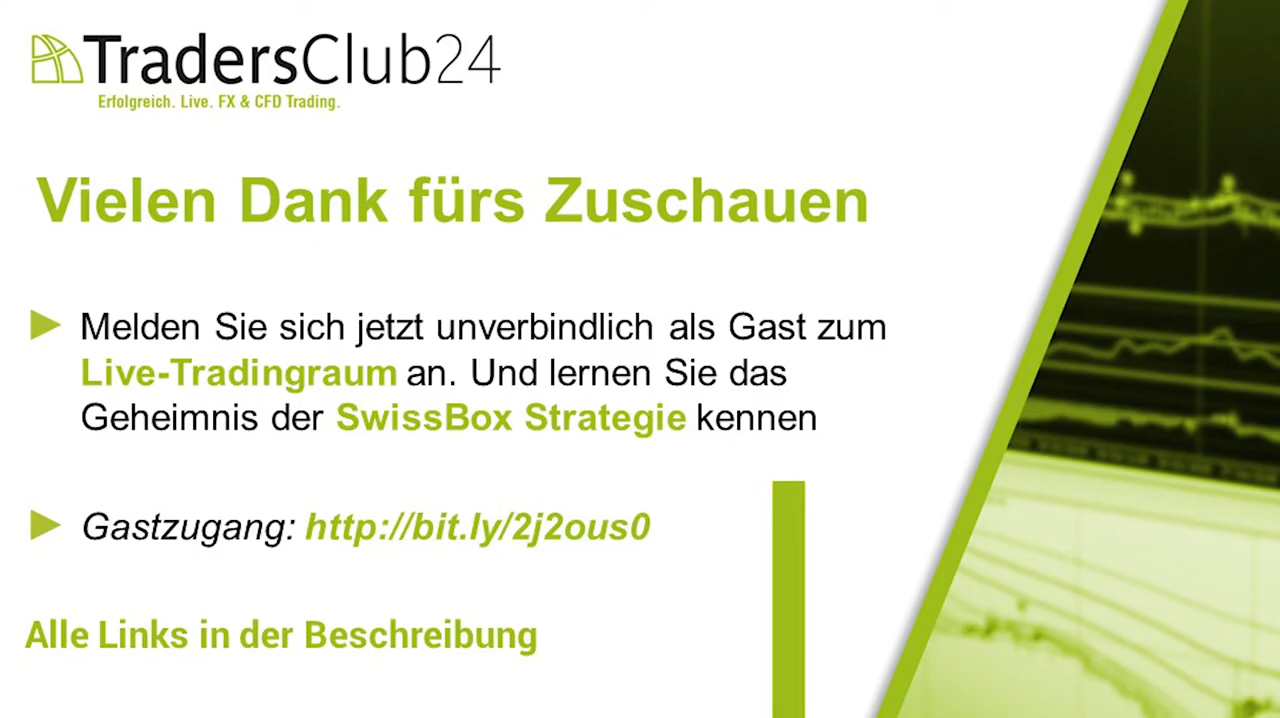 TradersClub24
Erfolgreich. Live. FX & CFD Trading.
Vielen Dank fürs Zuschauen
Melden Sie sich jetzt unverbindlich als Gast zum
Live-Tradingraum an. Und lernen Sie das
Geheimnis der SwissBox Strategie kennen
Gastzugang: http://bit.ly/2j2ous0
Alle Links in der Beschreibung